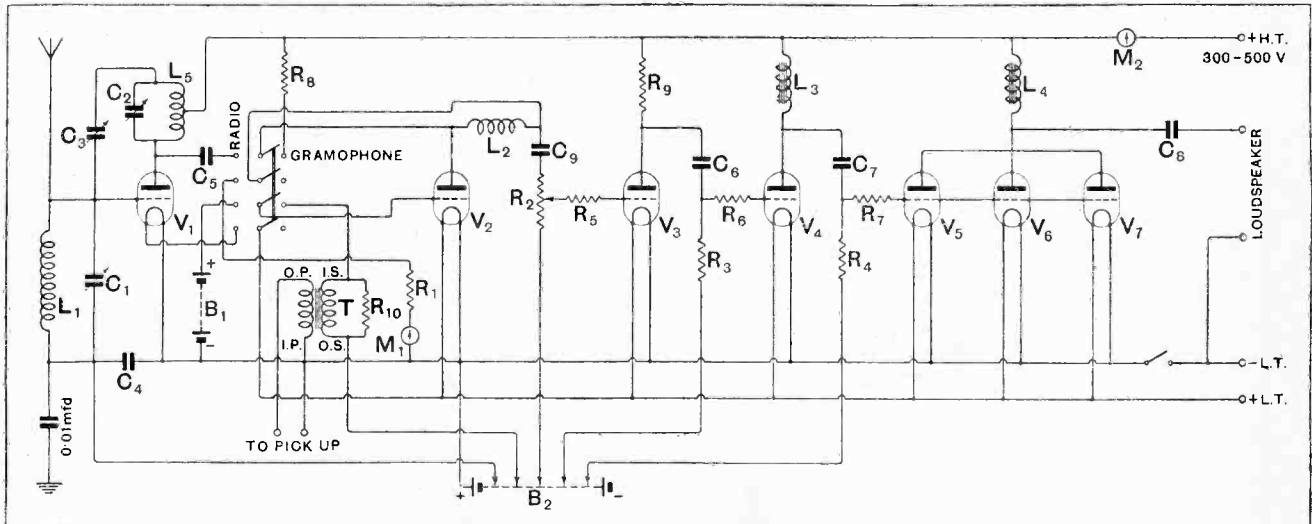 +H.T.
300-500 V
M2
L5
C2
C3
R8
RADIO
GRAMOPHONE
C5
L2
C9
R9
L3
L4
C6
C7
C8
LOUDSPEAKER
V1
V2
R2
R5
V3
R6
V4
R7
V5
V6
V7
L1
C1
+
B1
-
O.P. I.S.
T
R10
I.P. O.S.
R1
M1
R3
R4
C4
-L.T.
+L.T.
0.01mfd
TO PICK UP
+
B2
-